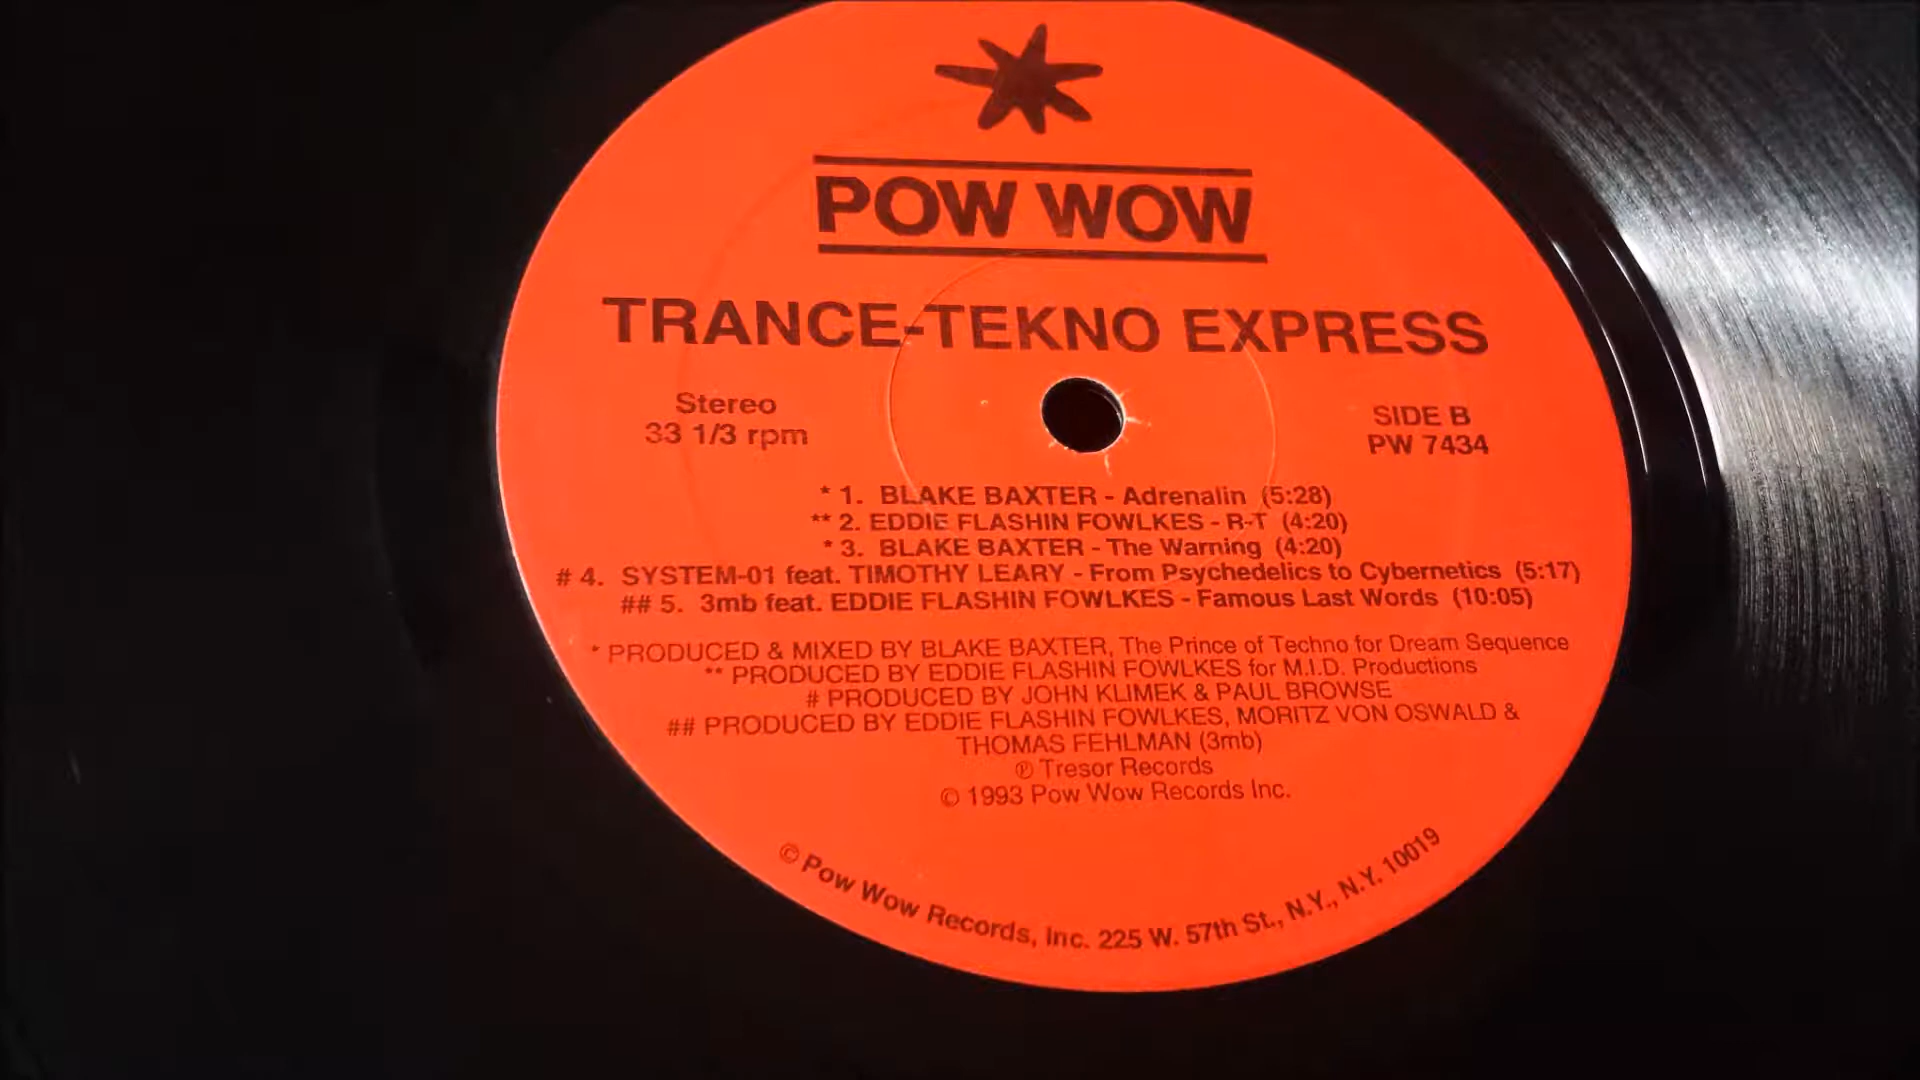 POW WOW
TRANCE-TEKNO EXPRESS
Stereo
33 1/3 rpm
SIDE B
PW 7434
* 1. BLAKE BAXTER - Adrenalin (5:28)
** 2. EDDIE FLASHIN FOWLKES - R-T (4:20)
* 3. BLAKE BAXTER - The Warning (4:20)
# 4. SYSTEM-01 feat. TIMOTHY LEARY - From Psychedelics to Cybernetics (5:17)
## 5. 3mb feat. EDDIE FLASHIN FOWLKES - Famous Last Words (10:05)
* PRODUCED & MIXED BY BLAKE BAXTER, The Prince of Techno for Dream Sequence
** PRODUCED BY EDDIE FLASHIN FOWLKES for M.I.D. Productions
# PRODUCED BY JOHN KLIMEK & PAUL BROWSE
## PRODUCED BY EDDIE FLASHIN FOWLKES, MORITZ VON OSWALD &
THOMAS FEHLMAN (3mb)
℗ Tresor Records
© 1993 Pow Wow Records Inc.
© Pow Wow Records, Inc. 225 W. 57th St., N.Y., N.Y. 10019